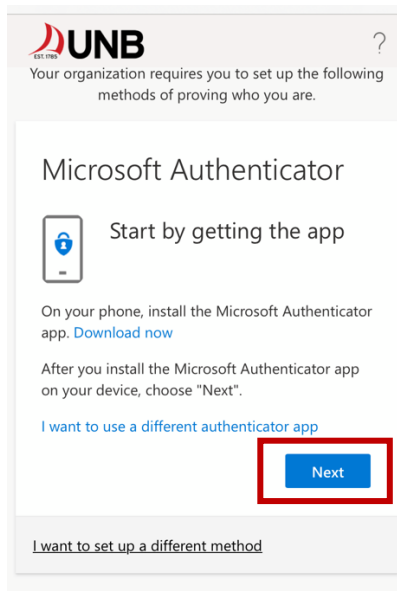 UNB
EST. 1785
?
Your organization requires you to set up the following
methods of proving who you are.
Microsoft Authenticator
Start by getting the app
On your phone, install the Microsoft Authenticator
app. Download now
After you install the Microsoft Authenticator app
on your device, choose "Next".
I want to use a different authenticator app
Next
I want to set up a different method